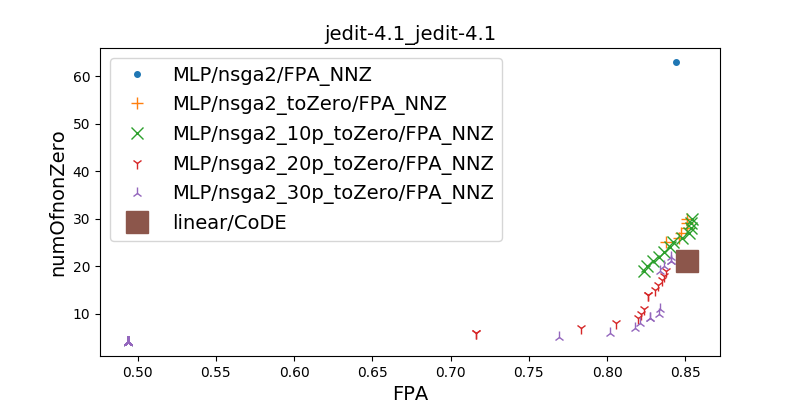 jedit-4.1_jedit-4.1
MLP/nsga2/FPA_NNZ
MLP/nsga2_toZero/FPA_NNZ
MLP/nsga2_10p_toZero/FPA_NNZ
MLP/nsga2_20p_toZero/FPA_NNZ
MLP/nsga2_30p_toZero/FPA_NNZ
linear/CoDE
numOfnonZero
60
50
40
30
20
10
0.50 0.55 0.60 0.65 0.70 0.75 0.80 0.85
FPA